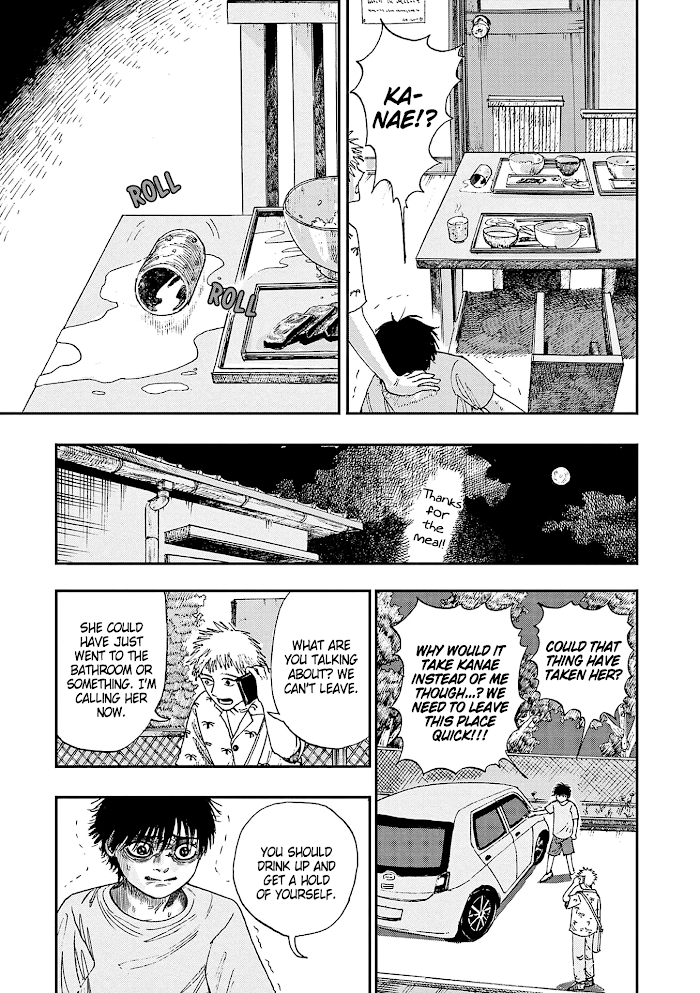 KA-
NAE!?
ROLL
ROLL
Thanks
for
the
meal!
COULD THAT
THING HAVE
TAKEN HER?
WHY WOULD IT
TAKE KANAE
INSTEAD OF ME
THOUGH...? WE
NEED TO LEAVE
THIS PLACE
QUICK!!!
WHAT ARE
YOU TALKING
ABOUT? WE
CAN'T LEAVE.
SHE COULD
HAVE JUST
WENT TO THE
BATHROOM OR
SOMETHING. I'M
CALLING HER
NOW.
YOU SHOULD
DRINK UP AND
GET A HOLD
OF YOURSELF.